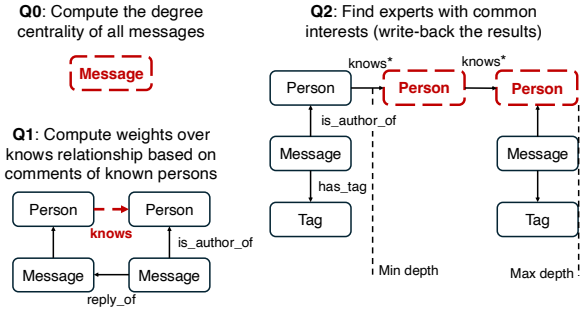 Q0: Compute the degree
centrality of all messages
Message
Q1: Compute weights over
knows relationship based on
comments of known persons
Person
Person
knows
is_author_of
Message
Message
reply_of
Q2: Find experts with common
interests (write-back the results)
knows*
knows*
Person
Person
Person
is_author_of
Message
Message
has_tag
Tag
Tag
Min depth
Max depth